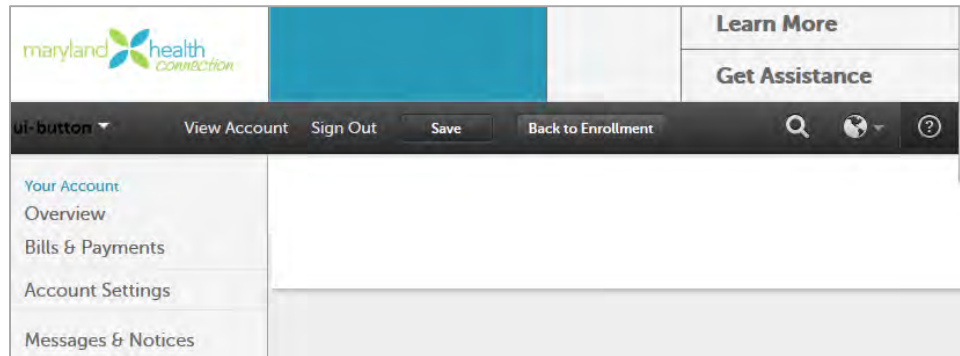 maryland health
connection
Learn More
Get Assistance
ui-button View Account Sign Out Save Back to Enrollment ?
Your Account
Overview
Bills & Payments
Account Settings
Messages & Notices